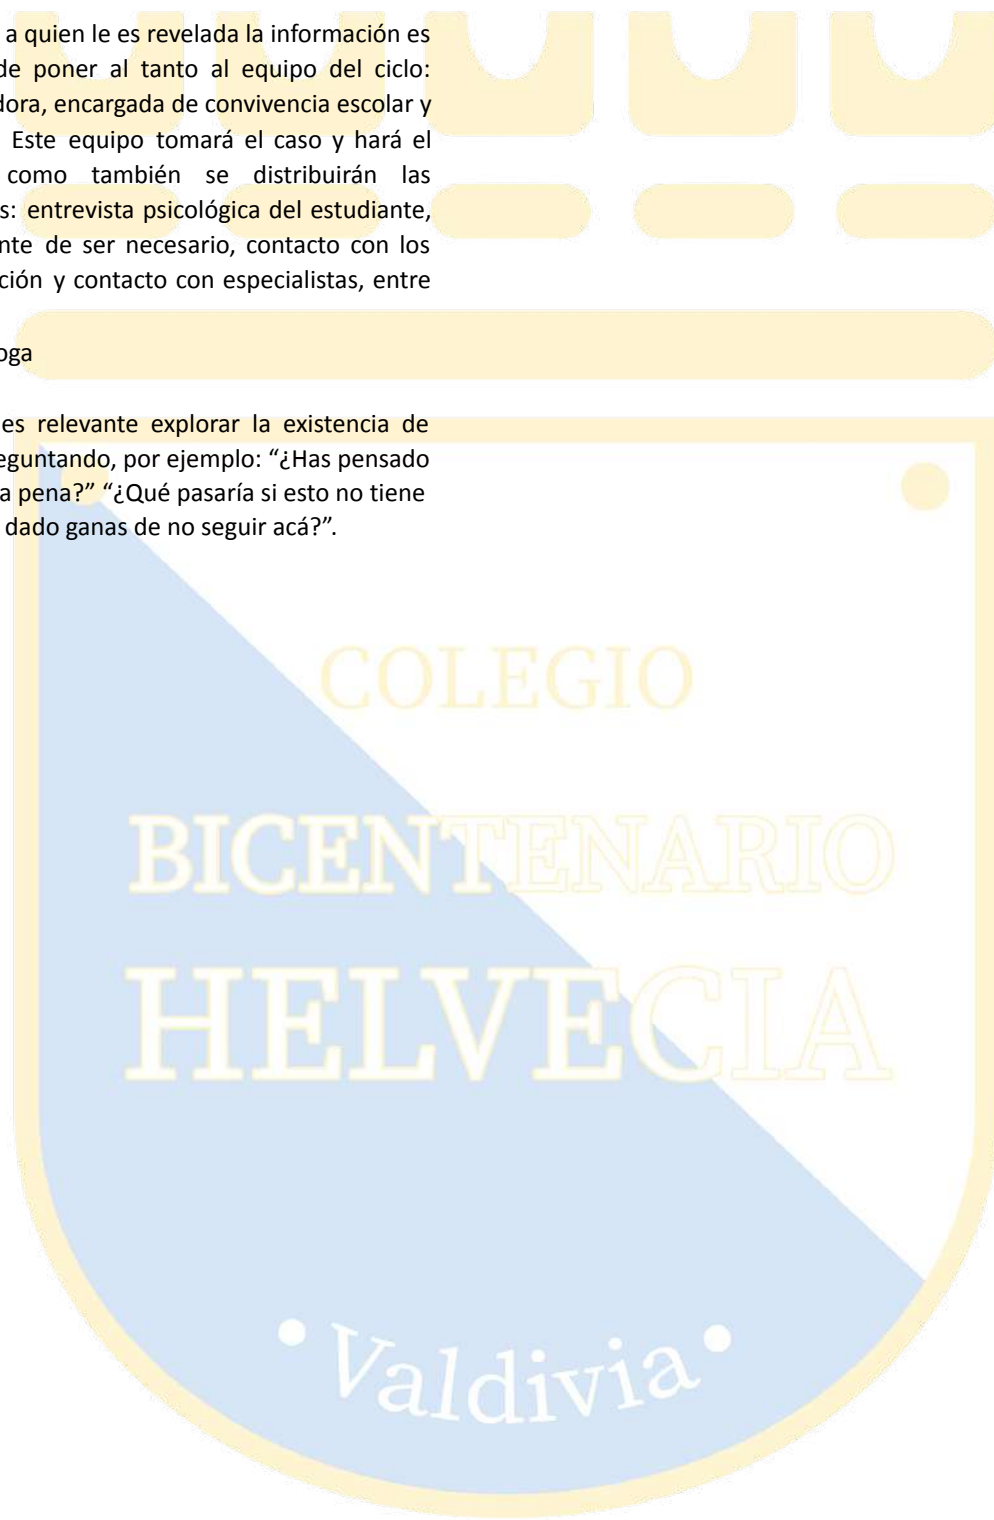 a quien le es revelada la información es
de poner al tanto al equipo del ciclo:
dora, encargada de convivencia escolar y
Este equipo tomará el caso y hará el
como también se distribuirán las
s: entrevista psicológica del estudiante,
nte de ser necesario, contacto con los
ción y contacto con especialistas, entre
oga
es relevante explorar la existencia de
eguntando, por ejemplo: “¿Has pensado
a pena?” “¿Qué pasaría si esto no tiene
dado ganas de no seguir acá?”.
COLEGIO
BICENTENARIO
HELVECIA
• Valdivia •